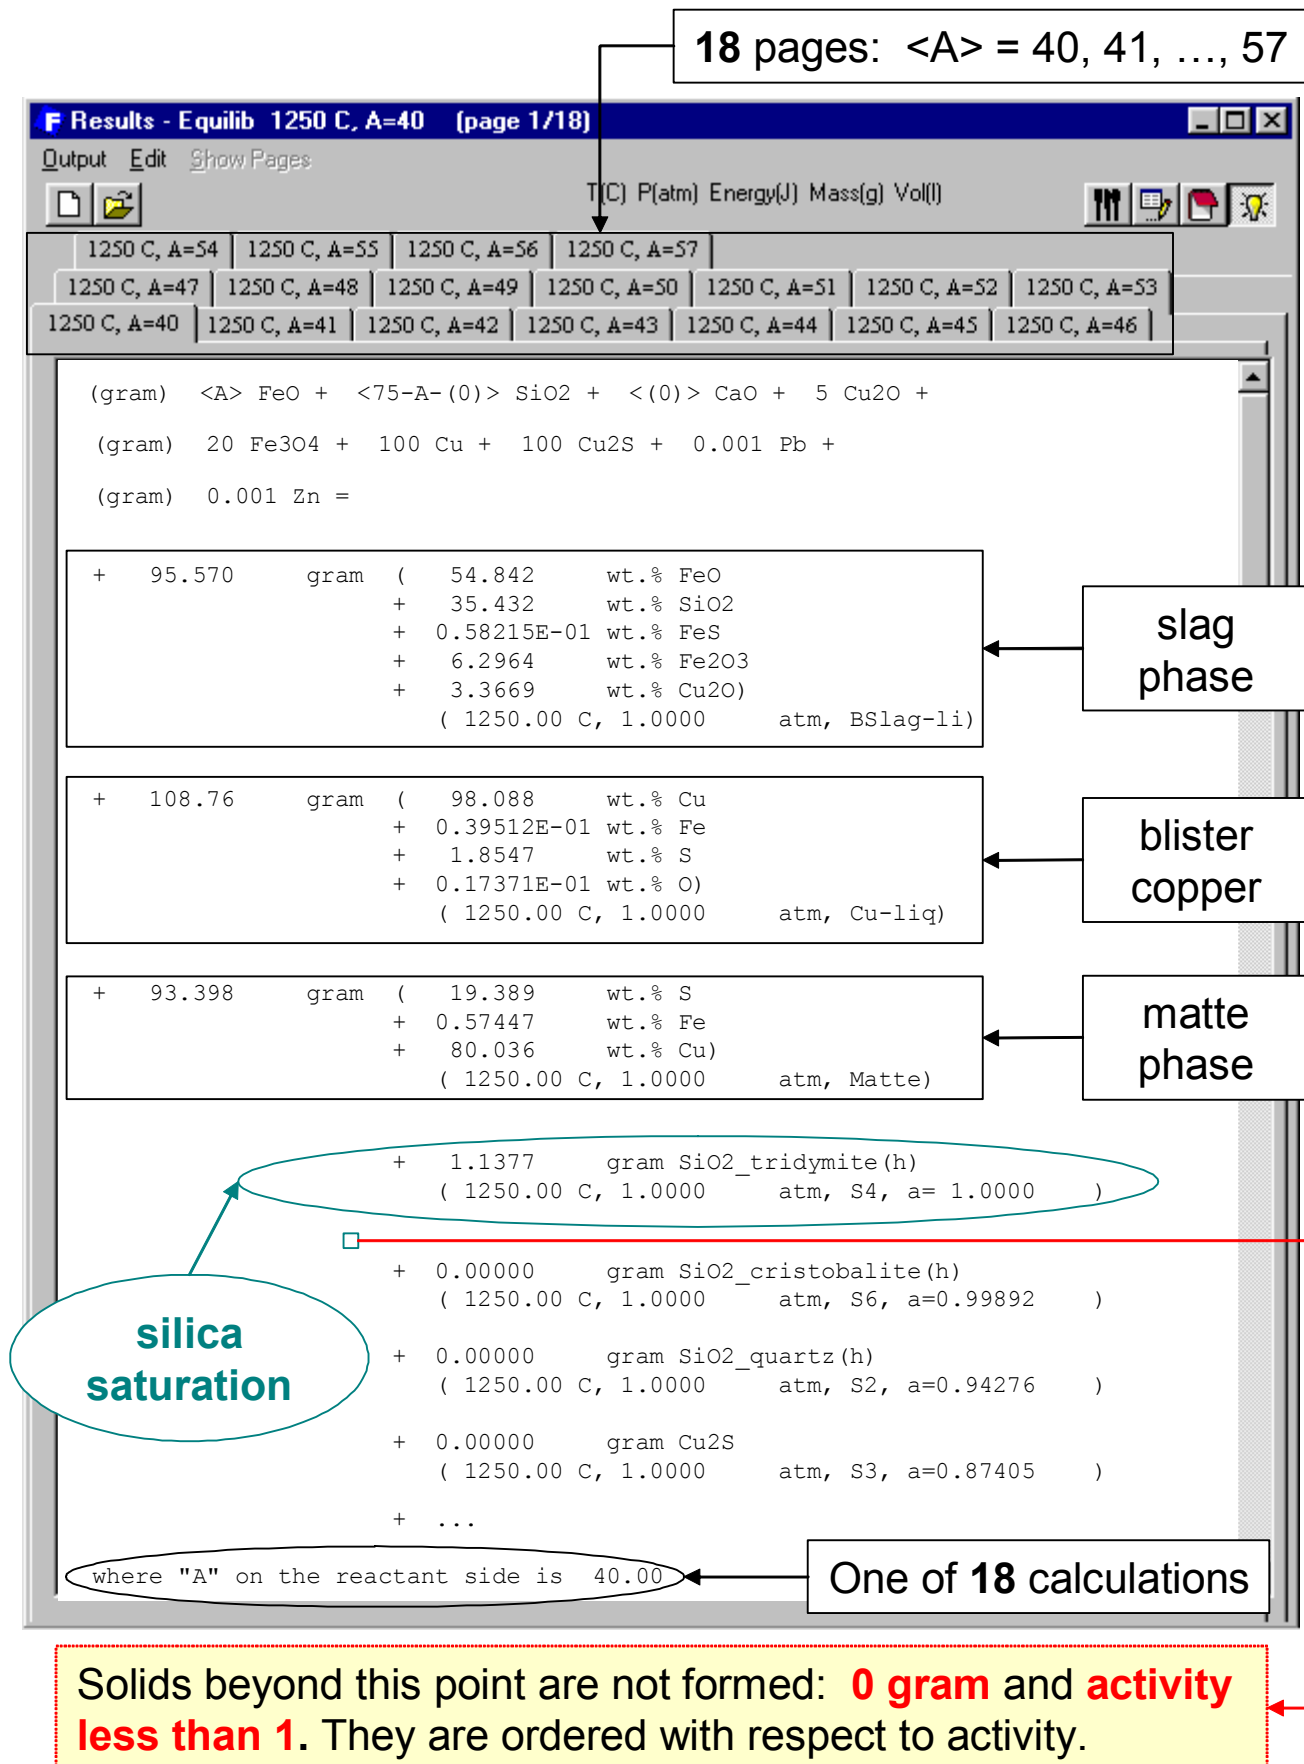 18 pages: <A> = 40, 41, …, 57
F Results - Equilib 1250 C, A=40 (page 1/18)
Output Edit Show Pages
T(C) P(atm) Energy(J) Mass(g) Vol(l)
1250 C, A=54 1250 C, A=55 1250 C, A=56 1250 C, A=57
1250 C, A=47 1250 C, A=48 1250 C, A=49 1250 C, A=50 1250 C, A=51 1250 C, A=52 1250 C, A=53
1250 C, A=40 1250 C, A=41 1250 C, A=42 1250 C, A=43 1250 C, A=44 1250 C, A=45 1250 C, A=46
(gram) <A> FeO + <75-A-(0)> SiO2 + <(0)> CaO + 5 Cu2O +
(gram) 20 Fe3O4 + 100 Cu + 100 Cu2S + 0.001 Pb +
(gram) 0.001 Zn =
+ 95.570 gram ( 54.842 wt.% FeO
+ 35.432 wt.% SiO2
+ 0.58215E-01 wt.% FeS
+ 6.2964 wt.% Fe2O3
+ 3.3669 wt.% Cu2O)
( 1250.00 C, 1.0000 atm, BSlag-li)
slag
phase
+ 108.76 gram ( 98.088 wt.% Cu
+ 0.39512E-01 wt.% Fe
+ 1.8547 wt.% S
+ 0.17371E-01 wt.% O)
( 1250.00 C, 1.0000 atm, Cu-liq)
blister
copper
+ 93.398 gram ( 19.389 wt.% S
+ 0.57447 wt.% Fe
+ 80.036 wt.% Cu)
( 1250.00 C, 1.0000 atm, Matte)
matte
phase
+ 1.1377 gram SiO2_tridymite(h)
( 1250.00 C, 1.0000 atm, S4, a= 1.0000 )
+ 0.00000 gram SiO2_cristobalite(h)
( 1250.00 C, 1.0000 atm, S6, a=0.99892 )
silica
saturation
+ 0.00000 gram SiO2_quartz(h)
( 1250.00 C, 1.0000 atm, S2, a=0.94276 )
+ 0.00000 gram Cu2S
( 1250.00 C, 1.0000 atm, S3, a=0.87405 )
+ ...
where "A" on the reactant side is 40.00
One of 18 calculations
Solids beyond this point are not formed: 0 gram and activity
less than 1. They are ordered with respect to activity.